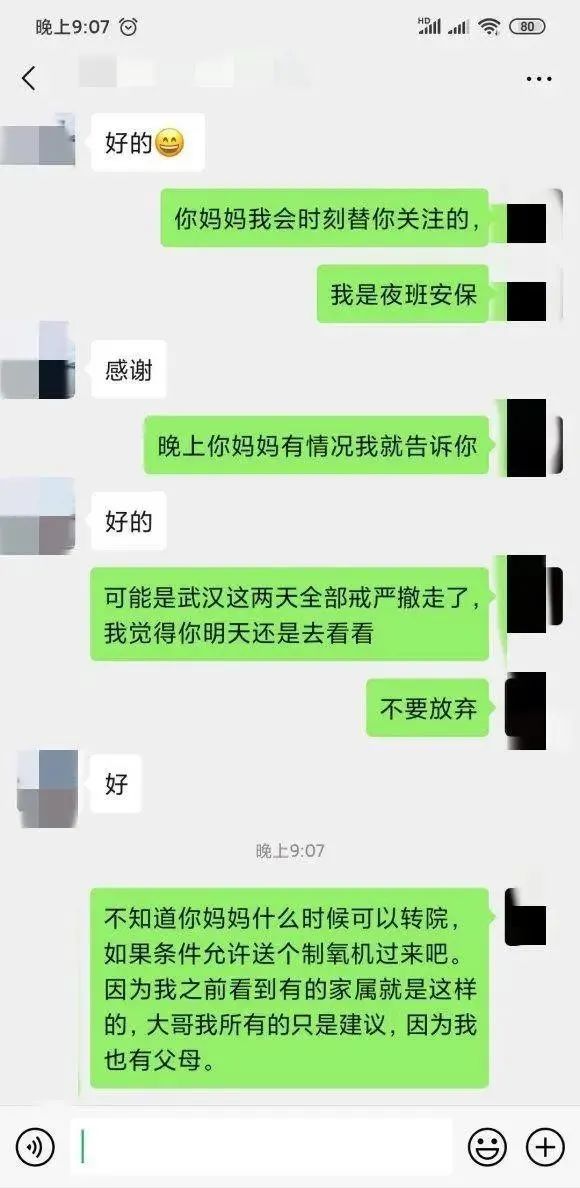 晚上9:07
HD
80
好的😄
你妈妈我会时刻替你关注的，
我是夜班安保
感谢
晚上你妈妈有情况我就告诉你
好的
可能是武汉这两天全部戒严撤走了，
我觉得你明天还是去看看
不要放弃
好
晚上9:07
不知道你妈妈什么时候可以转院，
如果条件允许送个制氧机过来吧。
因为我之前看到有的家属就是这样
的，大哥我所有的只是建议，因为我
也有父母。